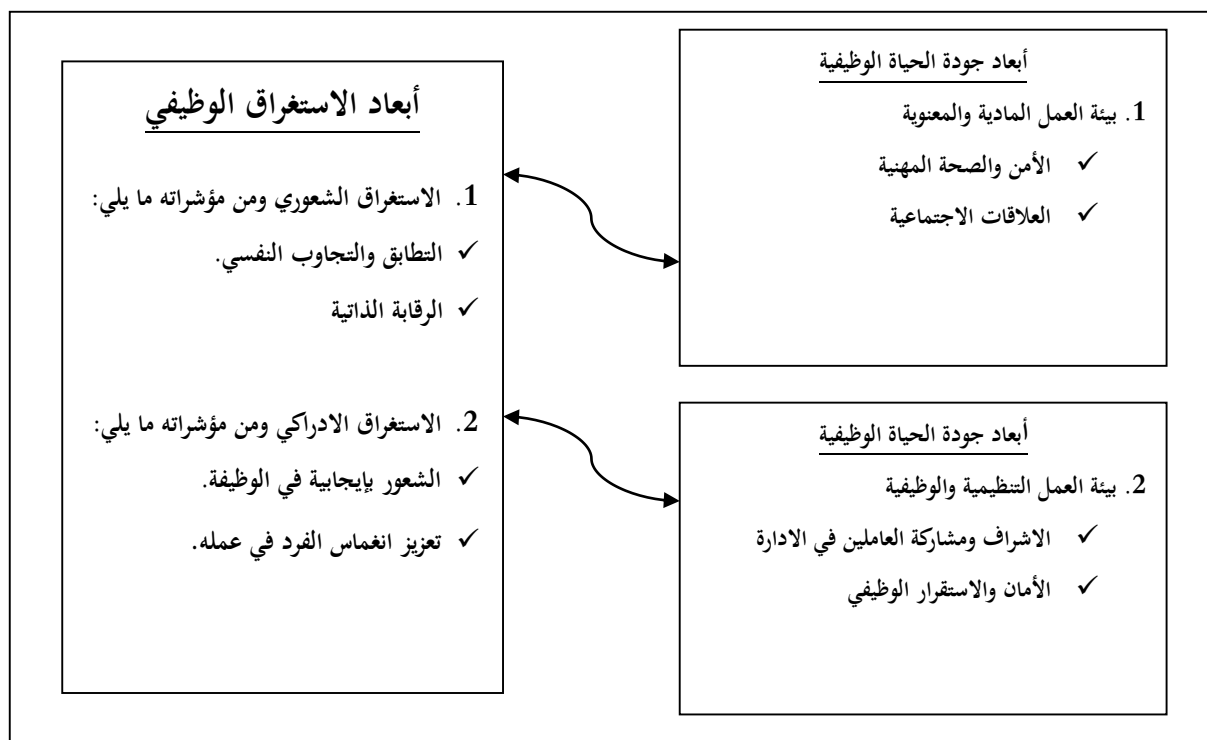 أبعاد جودة الحياة الوظيفية
1. بيئة العمل المادية والمعنوية
✓ الأمن والصحة المهنية
✓ العلاقات الاجتماعية
أبعاد جودة الحياة الوظيفية
2. بيئة العمل التنظيمية والوظيفية
✓ الاشراف ومشاركة العاملين في الادارة
✓ الأمان والاستقرار الوظيفي
أبعاد الاستغراق الوظيفي
1. الاستغراق الشعوري ومن مؤشراته ما يلي:
✓ التطابق والتجاوب النفسي.
✓ الرقابة الذاتية
2. الاستغراق الادراكي ومن مؤشراته ما يلي:
✓ الشعور بإيجابية في الوظيفة.
✓ تعزيز انغماس الفرد في عمله.